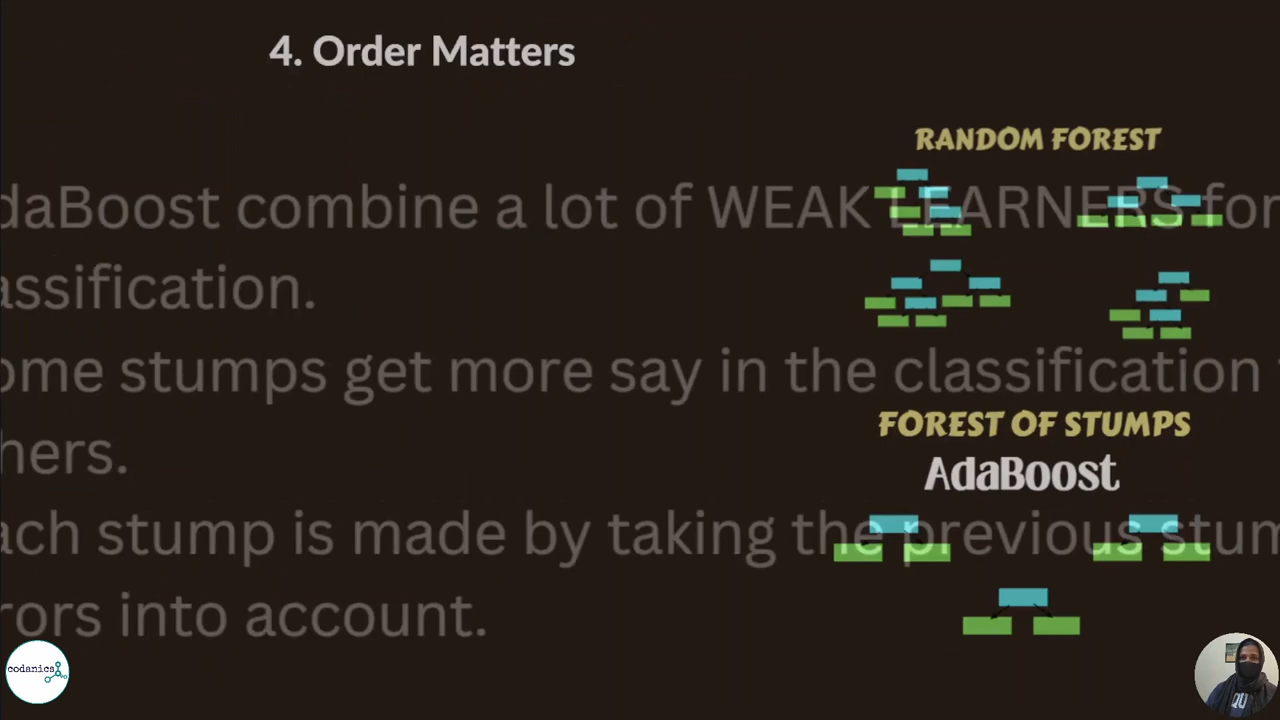 4. Order Matters
RANDOM FOREST
daBoost combine a lot of WEAK LEARNERS for
assification.
ome stumps get more say in the classification
hers.
FOREST OF STUMPS
AdaBoost
ach stump is made by taking the previous stum
rors into account.
codanics
QU